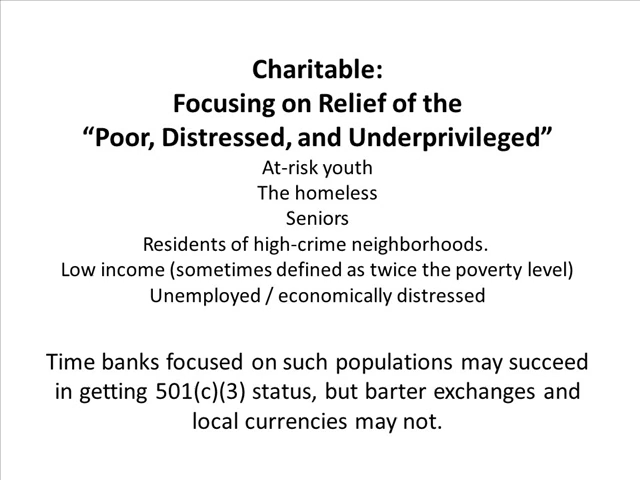 Charitable:
Focusing on Relief of the
“Poor, Distressed, and Underprivileged”
At-risk youth
The homeless
Seniors
Residents of high-crime neighborhoods.
Low income (sometimes defined as twice the poverty level)
Unemployed / economically distressed
Time banks focused on such populations may succeed
in getting 501(c)(3) status, but barter exchanges and
local currencies may not.